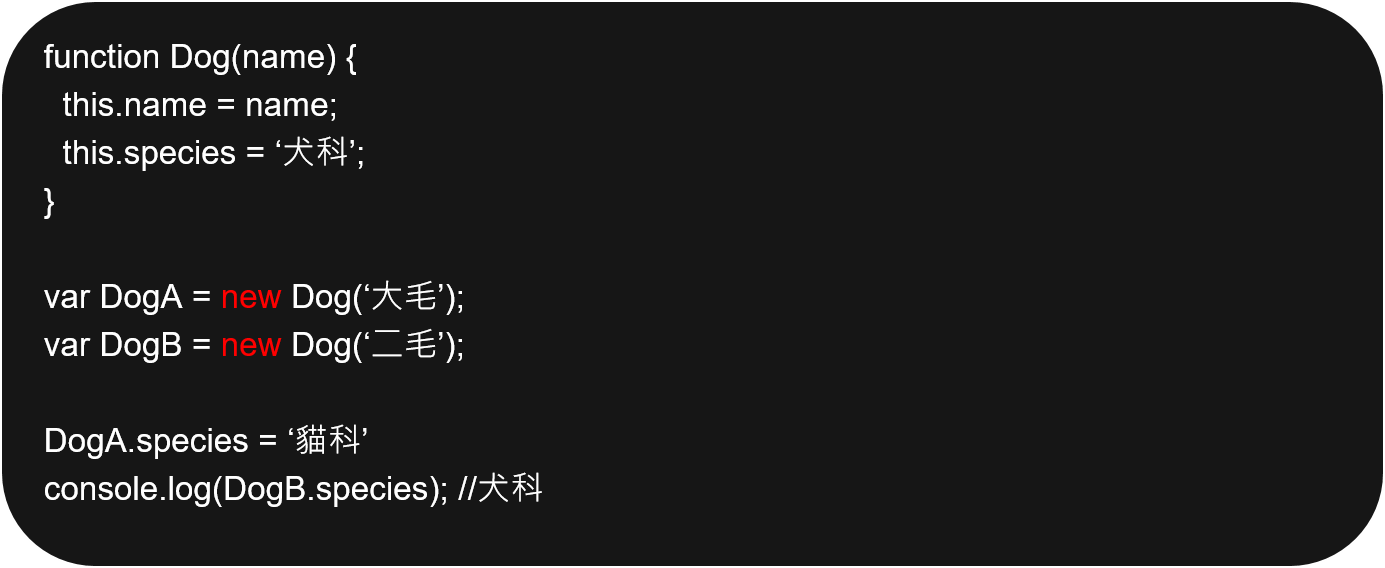 function Dog(name) {
  this.name = name;
  this.species = ‘犬科’;
}

var DogA = new Dog(‘大毛’);
var DogB = new Dog(‘二毛’);

DogA.species = ‘貓科’
console.log(DogB.species); //犬科